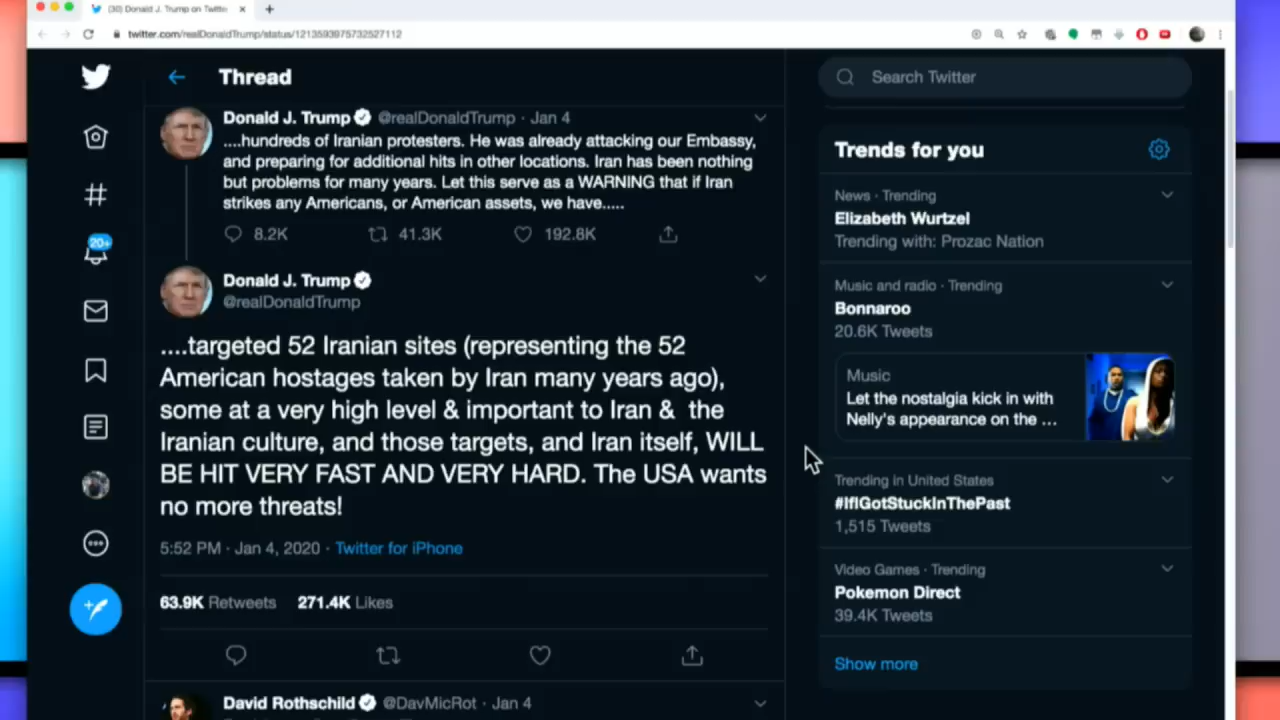 (30) Donald J. Trump on Twitte
twitter.com/realDonaldTrump/status/1213593975732527112
Thread
Search Twitter
Donald J. Trump @realDonaldTrump · Jan 4
....hundreds of Iranian protesters. He was already attacking our Embassy,
and preparing for additional hits in other locations. Iran has been nothing
but problems for many years. Let this serve as a WARNING that if Iran
strikes any Americans, or American assets, we have.....
8.2K 41.3K 192.8K
20+
Donald J. Trump
@realDonaldTrump
....targeted 52 Iranian sites (representing the 52
American hostages taken by Iran many years ago),
some at a very high level & important to Iran & the
Iranian culture, and those targets, and Iran itself, WILL
BE HIT VERY FAST AND VERY HARD. The USA wants
no more threats!
5:52 PM · Jan 4, 2020 · Twitter for iPhone
63.9K Retweets 271.4K Likes
David Rothschild @DavMicRot · Jan 4
Trends for you
News · Trending
Elizabeth Wurtzel
Trending with: Prozac Nation
Music and radio · Trending
Bonnaroo
20.6K Tweets
Music
Let the nostalgia kick in with
Nelly's appearance on the ...
Trending in United States
#IfIGotStuckInThePast
1,515 Tweets
Video Games · Trending
Pokemon Direct
39.4K Tweets
Show more